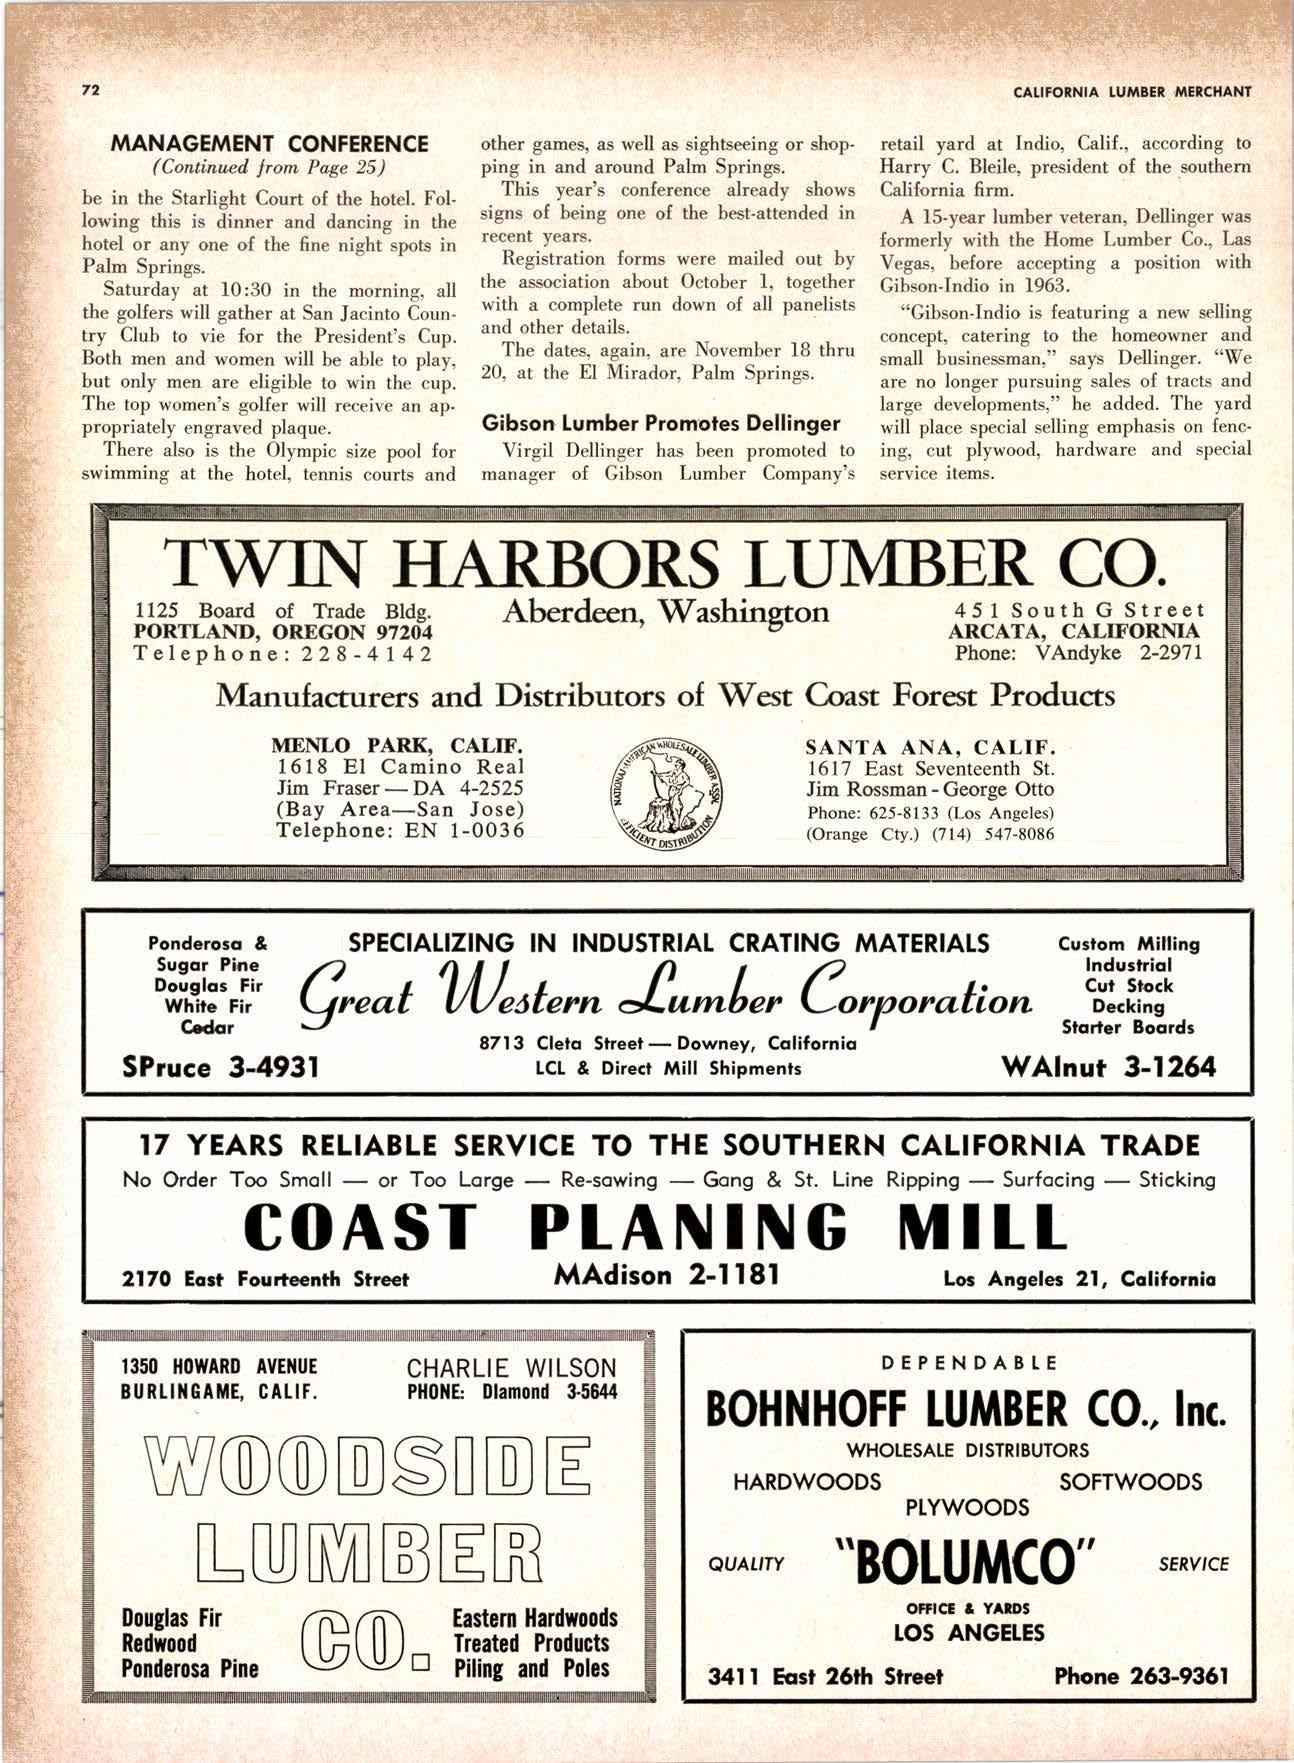 72
CALIFORNIA LUMBER MERCHANT
MANAGEMENT CONFERENCE
(Continued from Page 25)
be in the Starlight Court of the hotel. Fol-
lowing this is dinner and dancing in the
hotel or any one of the fine night spots in
Palm Springs.
Saturday at 10:30 in the morning, all
the golfers will gather at San Jacinto Coun-
try Club to vie for the President's Cup.
Both men and women will be able to play,
but only men are eligible to win the cup.
The top women's golfer will receive an ap-
propriately engraved plaque.
There also is the Olympic size pool for
swimming at the hotel, tennis courts and
other games, as well as sightseeing or shop-
ping in and around Palm Springs.
This year's conference already shows
signs of being one of the best-attended in
recent years.
Registration forms were mailed out by
the association about October 1, together
with a complete run down of all panelists
and other details.
The dates, again, are November 18 thru
20, at the El Mirador, Palm Springs.
Gibson Lumber Promotes Dellinger
Virgil Dellinger has been promoted to
manager of Gibson Lumber Company's
retail yard at Indio, Calif., according to
Harry C. Bleile, president of the southern
California firm.
A 15-year lumber veteran, Dellinger was
formerly with the Home Lumber Co., Las
Vegas, before accepting a position with
Gibson-Indio in 1963.
"Gibson-Indio is featuring a new selling
concept, catering to the homeowner and
small businessman," says Dellinger. "We
are no longer pursuing sales of tracts and
large developments," he added. The yard
will place special selling emphasis on fenc-
ing, cut plywood, hardware and special
service items.
TWIN HARBORS LUMBER CO.
1125 Board of Trade Bldg.
PORTLAND, OREGON 97204
Telephone: 228-4142
Aberdeen, Washington
451 South G Street
ARCATA, CALIFORNIA
Phone: VAndyke 2-2971
Manufacturers and Distributors of West Coast Forest Products
MENLO PARK, CALIF.
1618 El Camino Real
Jim Fraser — DA 4-2525
(Bay Area—San Jose)
Telephone: EN 1-0036
NATIONAL-AMERICAN WHOLESALE LUMBER ASSN.
EFFICIENT DISTRIBUTION
SANTA ANA, CALIF.
1617 East Seventeenth St.
Jim Rossman - George Otto
Phone: 625-8133 (Los Angeles)
(Orange Cty.) (714) 547-8086
Ponderosa &
Sugar Pine
Douglas Fir
White Fir
Cedar
SPruce 3-4931
SPECIALIZING IN INDUSTRIAL CRATING MATERIALS
Great Western Lumber Corporation
8713 Cleta Street — Downey, California
LCL & Direct Mill Shipments
Custom Milling
Industrial
Cut Stock
Decking
Starter Boards
WAlnut 3-1264
17 YEARS RELIABLE SERVICE TO THE SOUTHERN CALIFORNIA TRADE
No Order Too Small — or Too Large — Re-sawing — Gang & St. Line Ripping — Surfacing — Sticking
COAST PLANING MILL
2170 East Fourteenth Street
MAdison 2-1181
Los Angeles 21, California
1350 HOWARD AVENUE
BURLINGAME, CALIF.
CHARLIE WILSON
PHONE: DIamond 3-5644
WOODSIDE
LUMBER
CO.
Douglas Fir
Redwood
Ponderosa Pine
Eastern Hardwoods
Treated Products
Piling and Poles
DEPENDABLE
BOHNHOFF LUMBER CO., Inc.
WHOLESALE DISTRIBUTORS
HARDWOODS SOFTWOODS
PLYWOODS
QUALITY "BOLUMCO" SERVICE
OFFICE & YARDS
LOS ANGELES
3411 East 26th Street Phone 263-9361